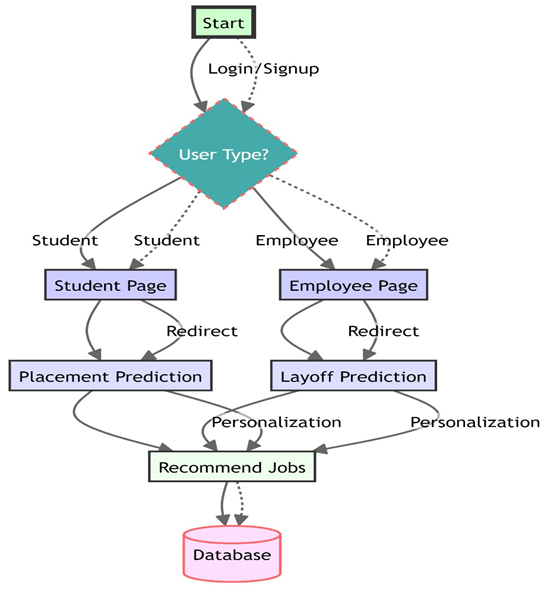 Start
Login/Signup
User Type?
Student
Student
Employee
Employee
Student Page
Employee Page
Redirect
Redirect
Placement Prediction
Layoff Prediction
Personalization
Personalization
Recommend Jobs
Database